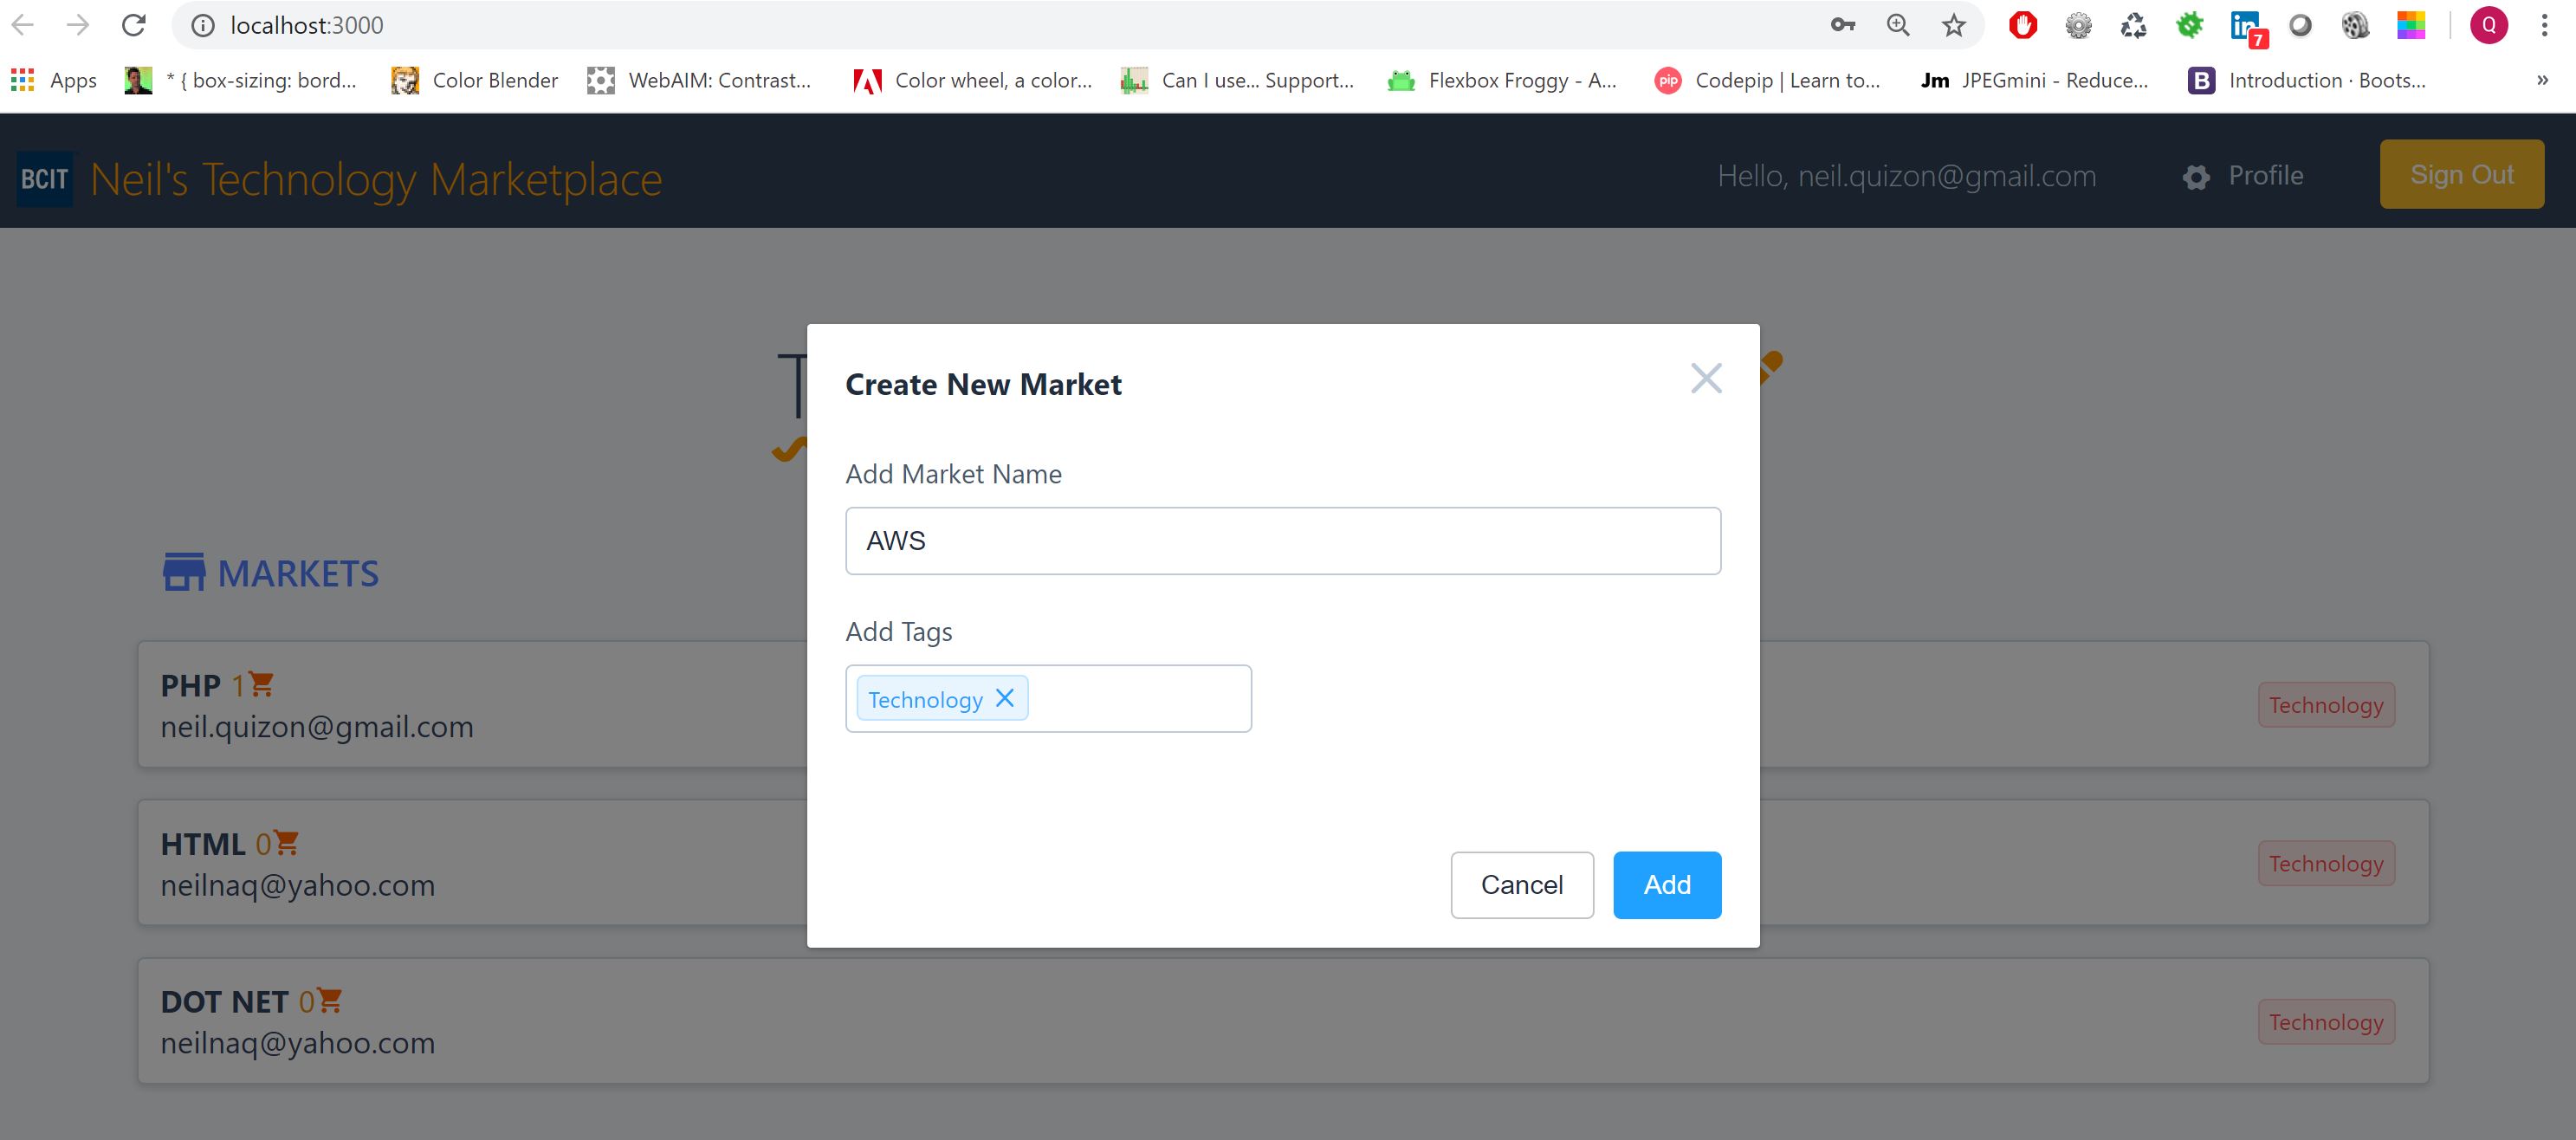 localhost:3000
7
Q
Apps
* { box-sizing: bord...
Color Blender
WebAIM: Contrast...
Color wheel, a color...
Can I use... Support...
Flexbox Froggy - A...
pip
Codepip | Learn to...
Jm
JPEGmini - Reduce...
B
Introduction · Boots...
»
BCIT
Neil's Technology Marketplace
Hello, neil.quizon@gmail.com
Profile
Sign Out
T
Create New Market
Add Market Name
AWS
Add Tags
Technology
Cancel
Add
MARKETS
PHP 1
neil.quizon@gmail.com
Technology
HTML 0
neilnaq@yahoo.com
Technology
DOT NET 0
neilnaq@yahoo.com
Technology